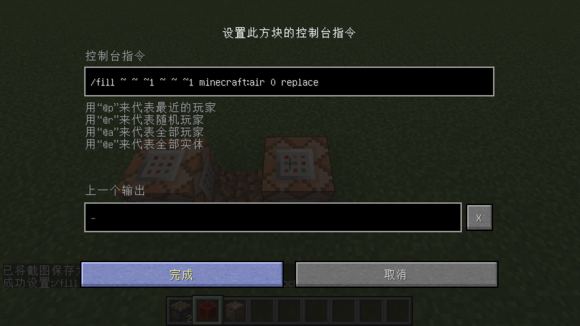 设置此方块的控制台指令
控制台指令
/fill ~ ~ ~1 ~ ~ ~1 minecraft:air 0 replace
用“@p”来代表最近的玩家
用“@r”来代表随机玩家
用“@a”来代表全部玩家
用“@e”来代表全部实体
上一个输出
-
X
已将截图保存为
完成
取消
成功设置:/fill
2